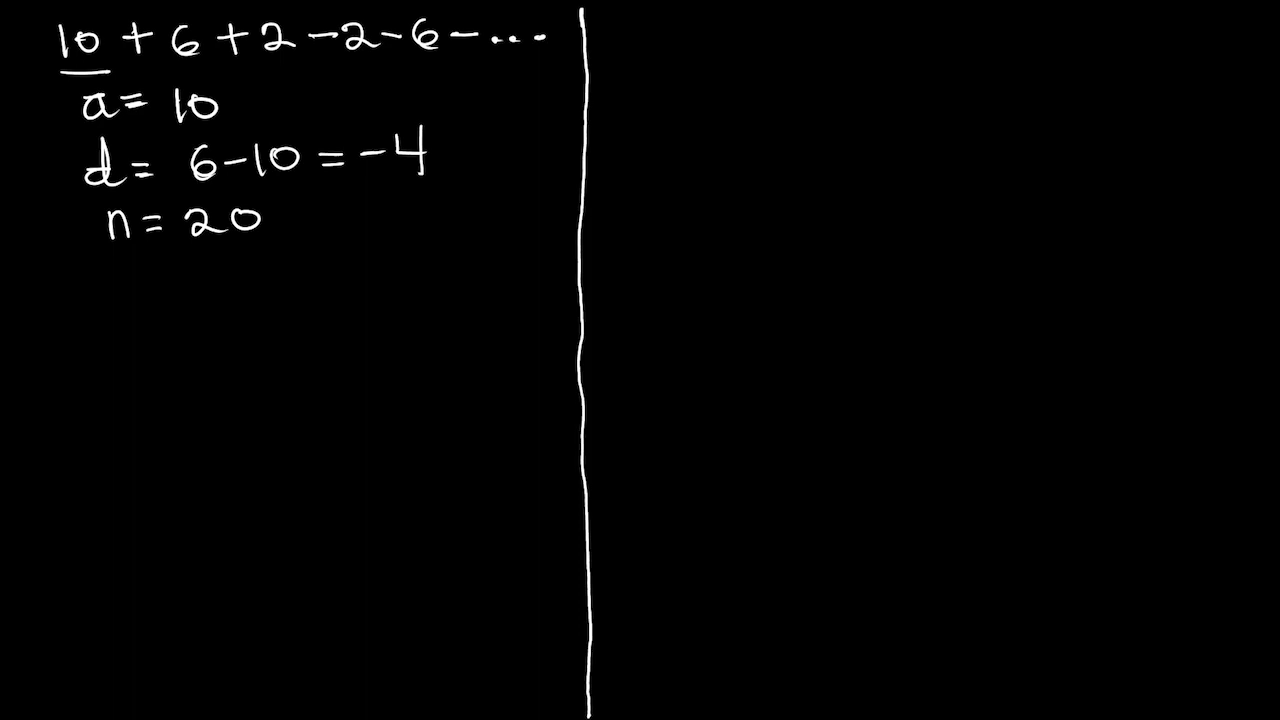 10 + 6 + 2 - 2 - 6 - ...
a = 10
d = 6 - 10 = -4
n = 20